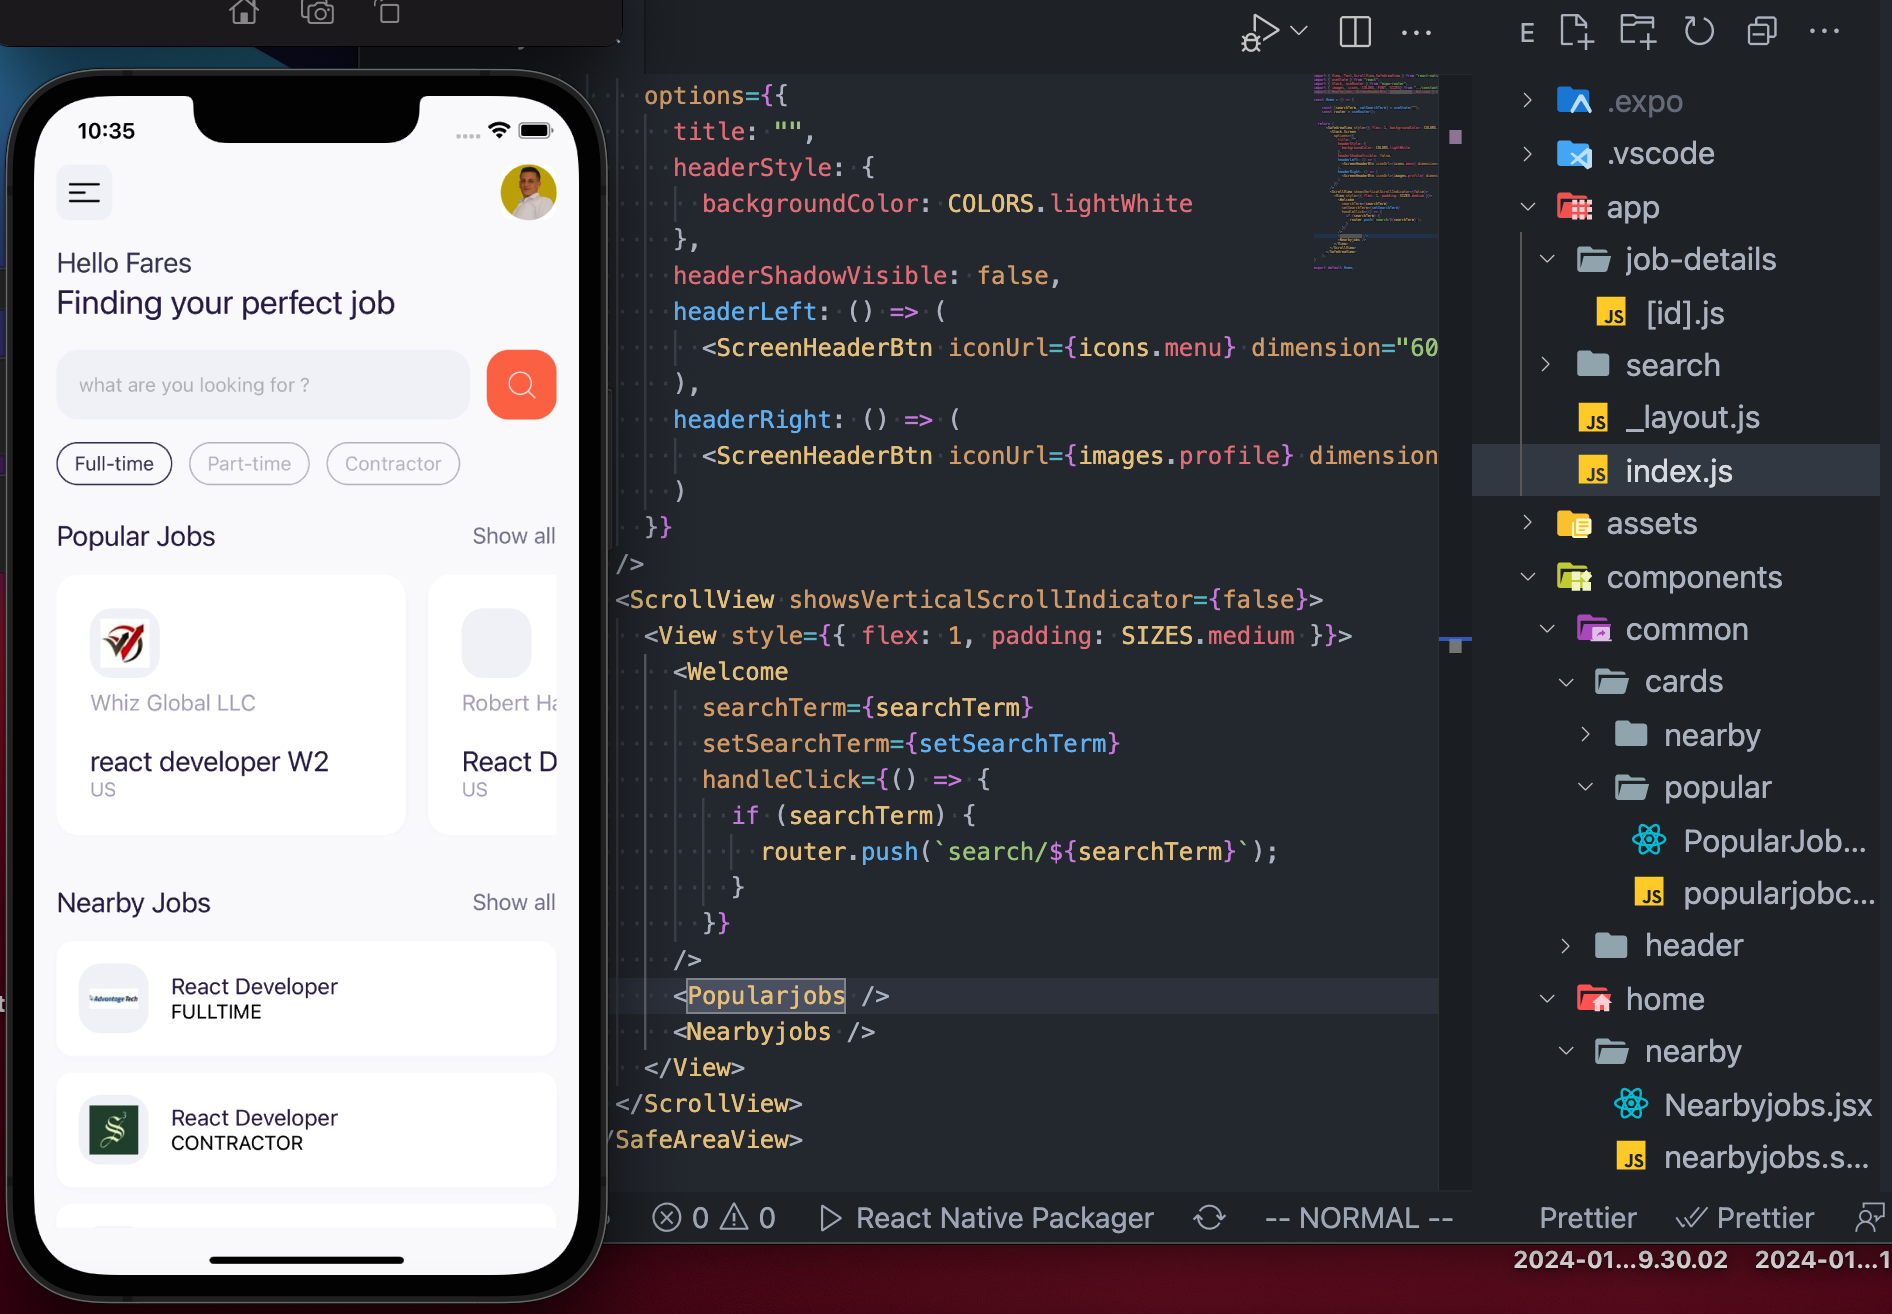 10:35
Hello Fares
Finding your perfect job
what are you looking for ?
Full-time
Part-time
Contractor
Popular Jobs
Show all
Whiz Global LLC
react developer W2
US
Robert Ha
React D
US
Nearby Jobs
Show all
Advantage Tech
React Developer
FULLTIME
S
React Developer
CONTRACTOR
options={{
title: "",
headerStyle: {
backgroundColor: COLORS.lightWhite
},
headerShadowVisible: false,
headerLeft: () => (
<ScreenHeaderBtn iconUrl={icons.menu} dimension="60
),
headerRight: () => (
<ScreenHeaderBtn iconUrl={images.profile} dimension
)
}}
/>
<ScrollView showsVerticalScrollIndicator={false}>
<View style={{ flex: 1, padding: SIZES.medium }}>
<Welcome
searchTerm={searchTerm}
setSearchTerm={setSearchTerm}
handleClick={() => {
if (searchTerm) {
router.push(`search/${searchTerm}`);
}
}}
/>
<Popularjobs />
<Nearbyjobs />
</View>
</ScrollView>
/SafeAreaView>
0 0 React Native Packager -- NORMAL -- Prettier Prettier
E
.expo
.vscode
app
job-details
JS [id].js
search
JS _layout.js
JS index.js
assets
components
common
cards
nearby
popular
PopularJob...
JS popularjobc...
header
home
nearby
Nearbyjobs.jsx
JS nearbyjobs.s...
2024-01...9.30.02 2024-01...1